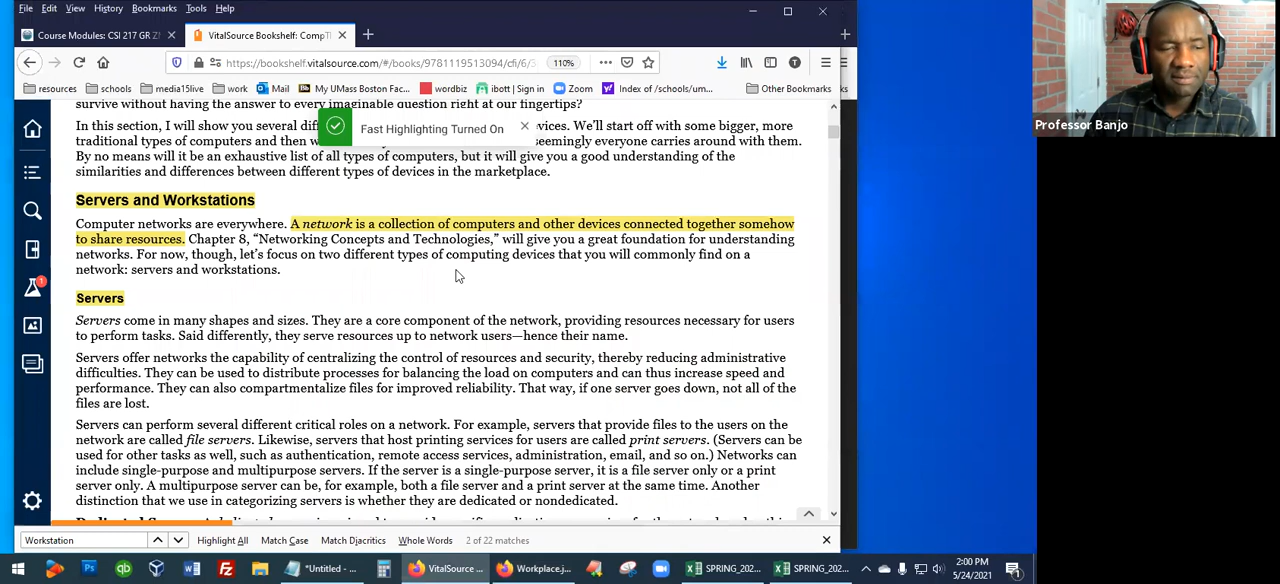 File Edit View History Bookmarks Tools Help
Course Modules: CSI 217 GR Z
VitalSource Bookshelf: CompTI
https://bookshelf.vitalsource.com/#/books/9781119513094/cfi/6/3
110%
resources schools media15live work Mail My UMass Boston Fac... wordbiz ibott | Sign in Zoom Index of /schools/um... Other Bookmarks
survive without having the answer to every imaginable question right at our fingertips?
Fast Highlighting Turned On
In this section, I will show you several dif vices. We'll start off with some bigger, more
traditional types of computers and then w seemingly everyone carries around with them.
By no means will it be an exhaustive list of all types of computers, but it will give you a good understanding of the
similarities and differences between different types of devices in the marketplace.
Servers and Workstations
Computer networks are everywhere. A network is a collection of computers and other devices connected together somehow
to share resources. Chapter 8, “Networking Concepts and Technologies,” will give you a great foundation for understanding
networks. For now, though, let’s focus on two different types of computing devices that you will commonly find on a
network: servers and workstations.
Servers
Servers come in many shapes and sizes. They are a core component of the network, providing resources necessary for users
to perform tasks. Said differently, they serve resources up to network users—hence their name.
Servers offer networks the capability of centralizing the control of resources and security, thereby reducing administrative
difficulties. They can be used to distribute processes for balancing the load on computers and can thus increase speed and
performance. They can also compartmentalize files for improved reliability. That way, if one server goes down, not all of the
files are lost.
Servers can perform several different critical roles on a network. For example, servers that provide files to the users on the
network are called file servers. Likewise, servers that host printing services for users are called print servers. (Servers can be
used for other tasks as well, such as authentication, remote access services, administration, email, and so on.) Networks can
include single-purpose and multipurpose servers. If the server is a single-purpose server, it is a file server only or a print
server only. A multipurpose server can be, for example, both a file server and a print server at the same time. Another
distinction that we use in categorizing servers is whether they are dedicated or nondedicated.
Workstation Highlight All Match Case Match Diacritics Whole Words 2 of 22 matches
*Untitled - VitalSource Workplace.j... SPRING_202... SPRING_202...
2:00 PM
5/24/2021
Professor Banjo